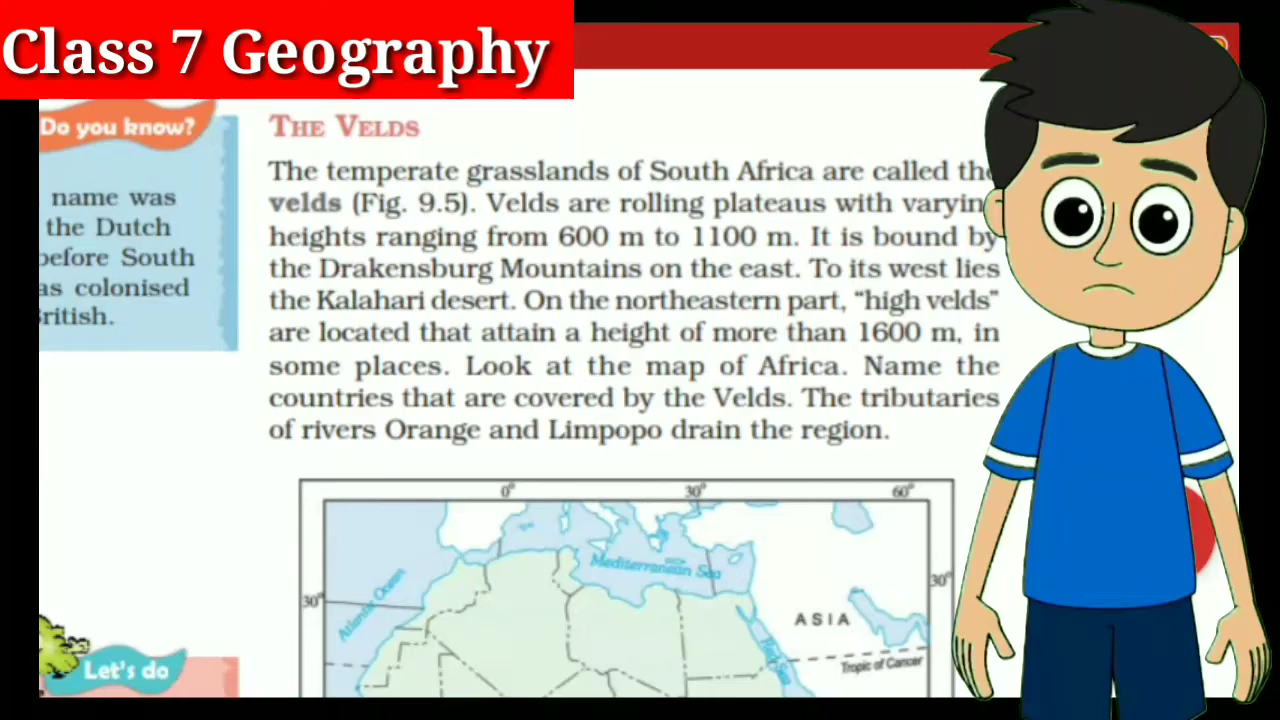 Class 7 Geography
Do you know?
name was
the Dutch
before South
as colonised
British.
THE VELDS
The temperate grasslands of South Africa are called the
velds (Fig. 9.5). Velds are rolling plateaus with varying
heights ranging from 600 m to 1100 m. It is bound by
the Drakensburg Mountains on the east. To its west lies
the Kalahari desert. On the northeastern part, “high velds”
are located that attain a height of more than 1600 m, in
some places. Look at the map of Africa. Name the
countries that are covered by the Velds. The tributaries
of rivers Orange and Limpopo drain the region.
0°
30°
60°
Mediterranean Sea
30°
30°
Atlantic Ocean
ASIA
Tropic of Cancer
Let's do